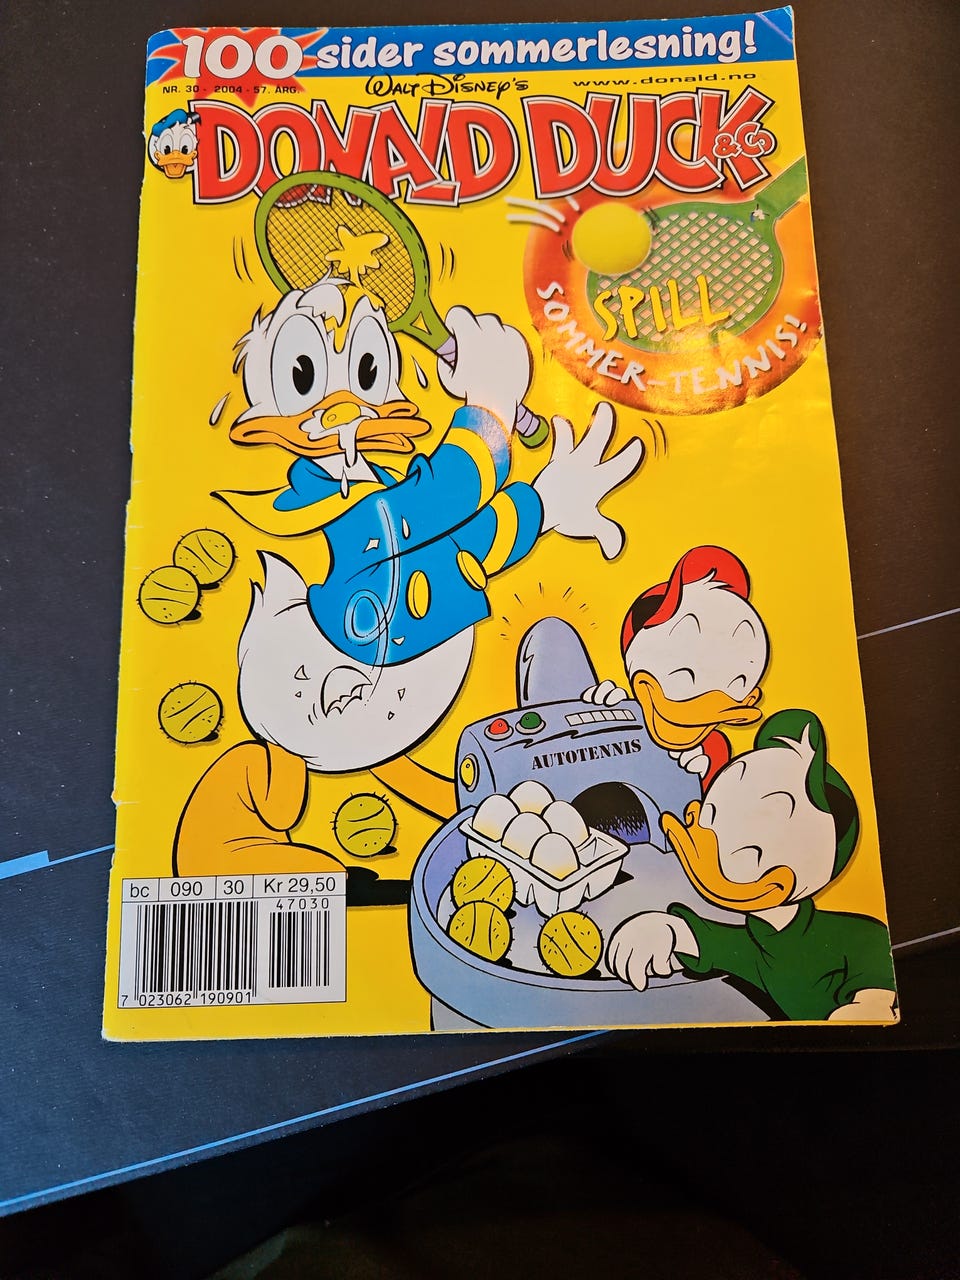 100 sider sommerlesning!
NR. 30 - 2004 - 57. ÅRG.
WALT DISNEY'S
www.donald.no
DONALD DUCK &Co
SPILL
SOMMER-TENNIS!
AUTOTENNIS
bc 090 30 Kr 29,50
47030
7 023062 190901